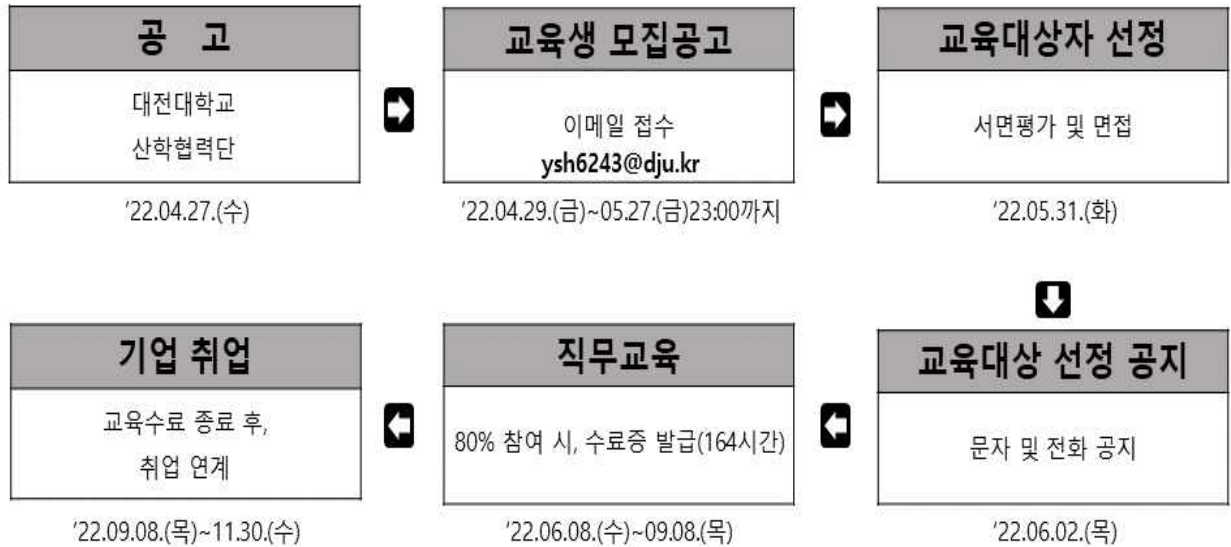 공 고
대전대학교
산학협력단
'22.04.27.(수)
교육생 모집공고
이메일 접수
ysh6243@dju.kr
'22.04.29.(금)~05.27.(금)23:00까지
교육대상자 선정
서면평가 및 면접
'22.05.31.(화)
교육대상 선정 공지
문자 및 전화 공지
'22.06.02.(목)
직무교육
80% 참여 시, 수료증 발급(164시간)
'22.06.08.(수)~09.08.(목)
기업 취업
교육수료 종료 후,
취업 연계
'22.09.08.(목)~11.30.(수)